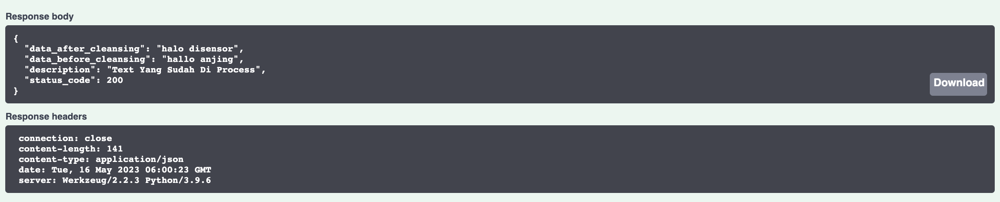 Response body
{
  "data_after_cleansing": "halo disensor",
  "data_before_cleansing": "hallo anjing",
  "description": "Text Yang Sudah Di Process",
  "status_code": 200
}
Download
Response headers
connection: close
content-length: 141
content-type: application/json
date: Tue, 16 May 2023 06:00:23 GMT
server: Werkzeug/2.2.3 Python/3.9.6